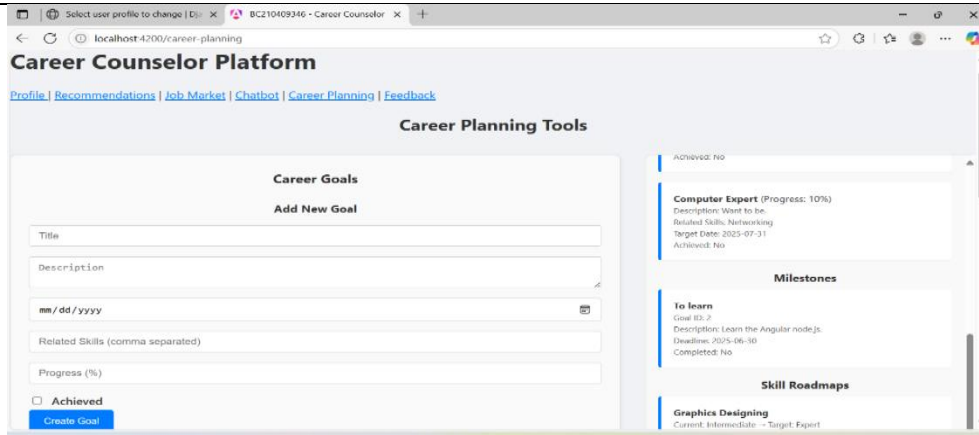 Select user profile to change | Dja
BC210409346 - Career Counselor
localhost:4200/career-planning
Career Counselor Platform
Profile | Recommendations | Job Market | Chatbot | Career Planning | Feedback
Career Planning Tools
Career Goals
Add New Goal
Title
Description
mm/dd/yyyy
Related Skills (comma separated)
Progress (%)
Achieved
Create Goal
Achieved: No
Computer Expert (Progress: 10%)
Description: Want to be.
Related Skills: Networking
Target Date: 2025-07-31
Achieved: No
Milestones
To learn
Goal ID: 2
Description: Learn the Angular node.js.
Deadline: 2025-06-30
Completed: No
Skill Roadmaps
Graphics Designing
Current: Intermediate → Target: Expert